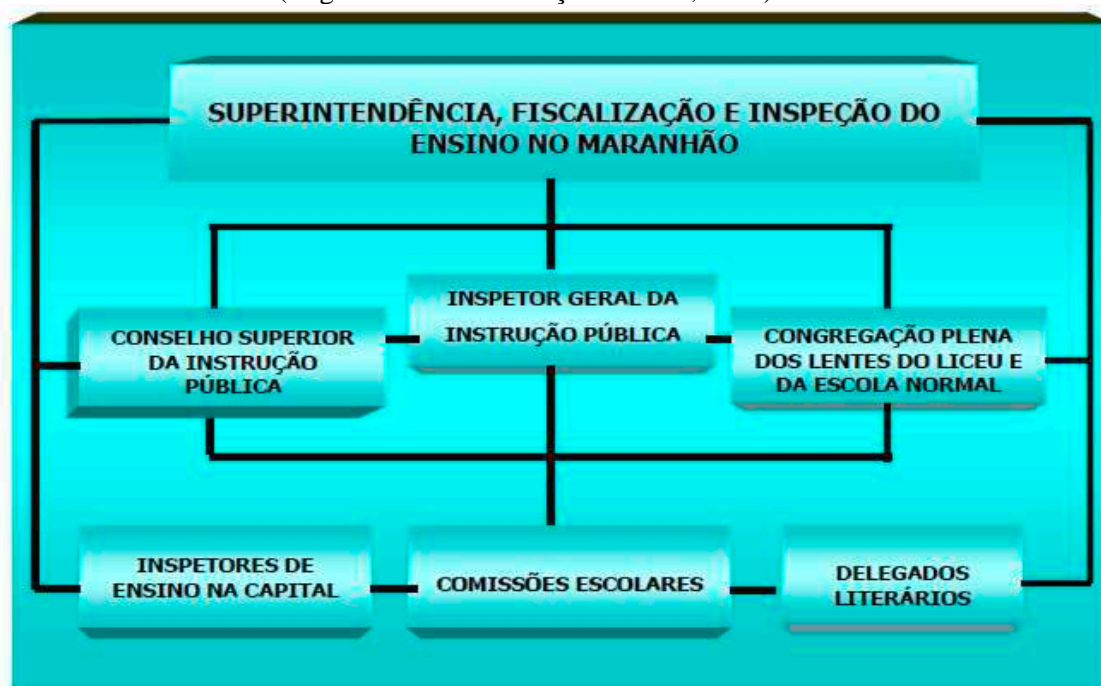 SUPERINTENDÊNCIA, FISCALIZAÇÃO E INSPEÇÃO DO
ENSINO NO MARANHÃO
INSPETOR GERAL DA
INSTRUÇÃO PÚBLICA
CONSELHO SUPERIOR
DA INSTRUÇÃO
PÚBLICA
CONGREGAÇÃO PLENA
DOS LENTES DO LICEU E
DA ESCOLA NORMAL
INSPETORES DE
ENSINO NA CAPITAL
COMISSÕES ESCOLARES
DELEGADOS
LITERÁRIOS